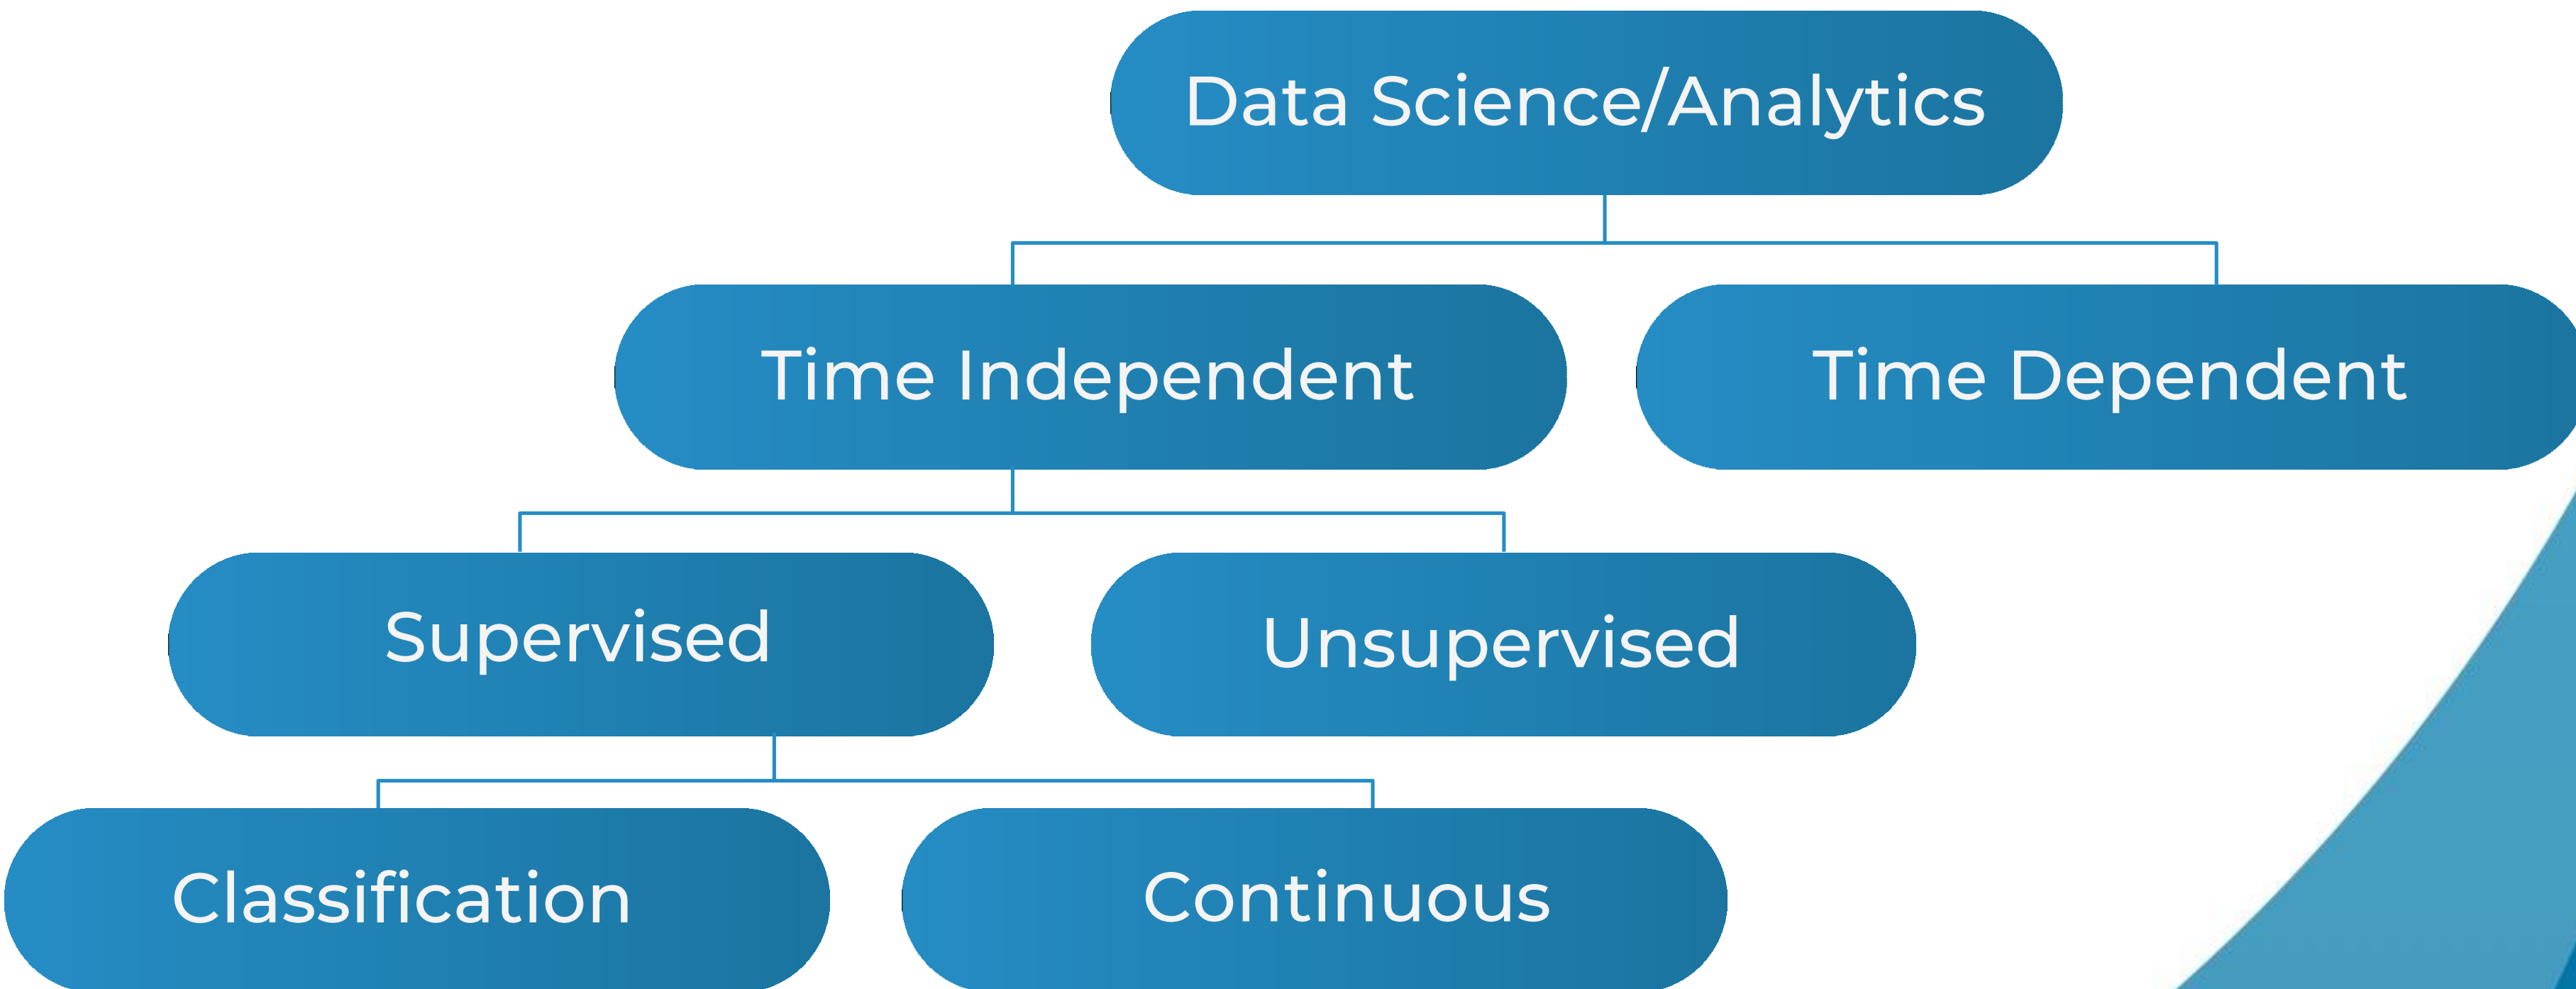 Data Science/Analytics
Time Independent
Time Dependent
Supervised
Unsupervised
Classification
Continuous